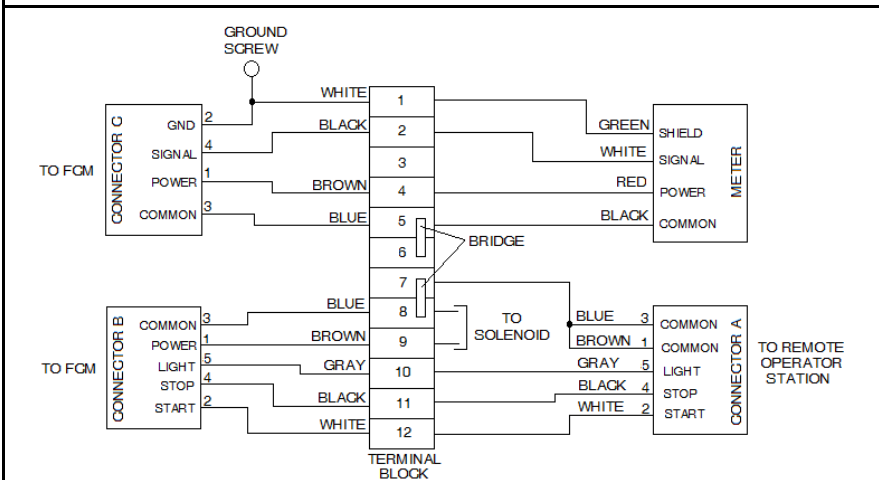 GROUND
SCREW
WHITE
1
CONNECTOR C
GND
2
BLACK
2
GREEN
SHIELD
METER
SIGNAL
4
3
WHITE
SIGNAL
TO FCM
POWER
1
BROWN
4
RED
POWER
COMMON
3
BLUE
5
BLACK
COMMON
6
BRIDGE
7
CONNECTOR B
COMMON
3
BLUE
8
TO
SOLENOID
BLUE
3
COMMON
CONNECTOR A
POWER
1
BROWN
9
BROWN
1
COMMON
TO REMOTE
OPERATOR
STATION
TO FCM
LIGHT
5
GRAY
10
GRAY
5
LIGHT
STOP
4
BLACK
11
BLACK
4
STOP
START
2
WHITE
12
WHITE
2
START
TERMINAL
BLOCK